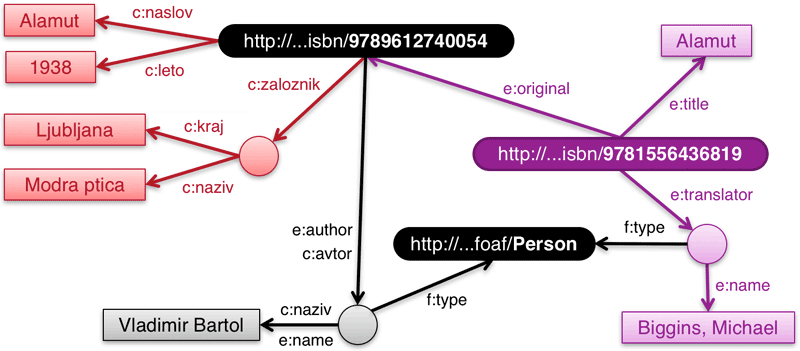 Alamut
c:naslov
http://...isbn/9789612740054
Alamut
1938
c:leto
c:zaloznik
e:original
e:title
Ljubljana
c:kraj
http://...isbn/9781556436819
Modra ptica
c:naziv
e:translator
e:author
c:avtor
http://...foaf/Person
f:type
e:name
Vladimir Bartol
c:naziv
e:name
f:type
Biggins, Michael